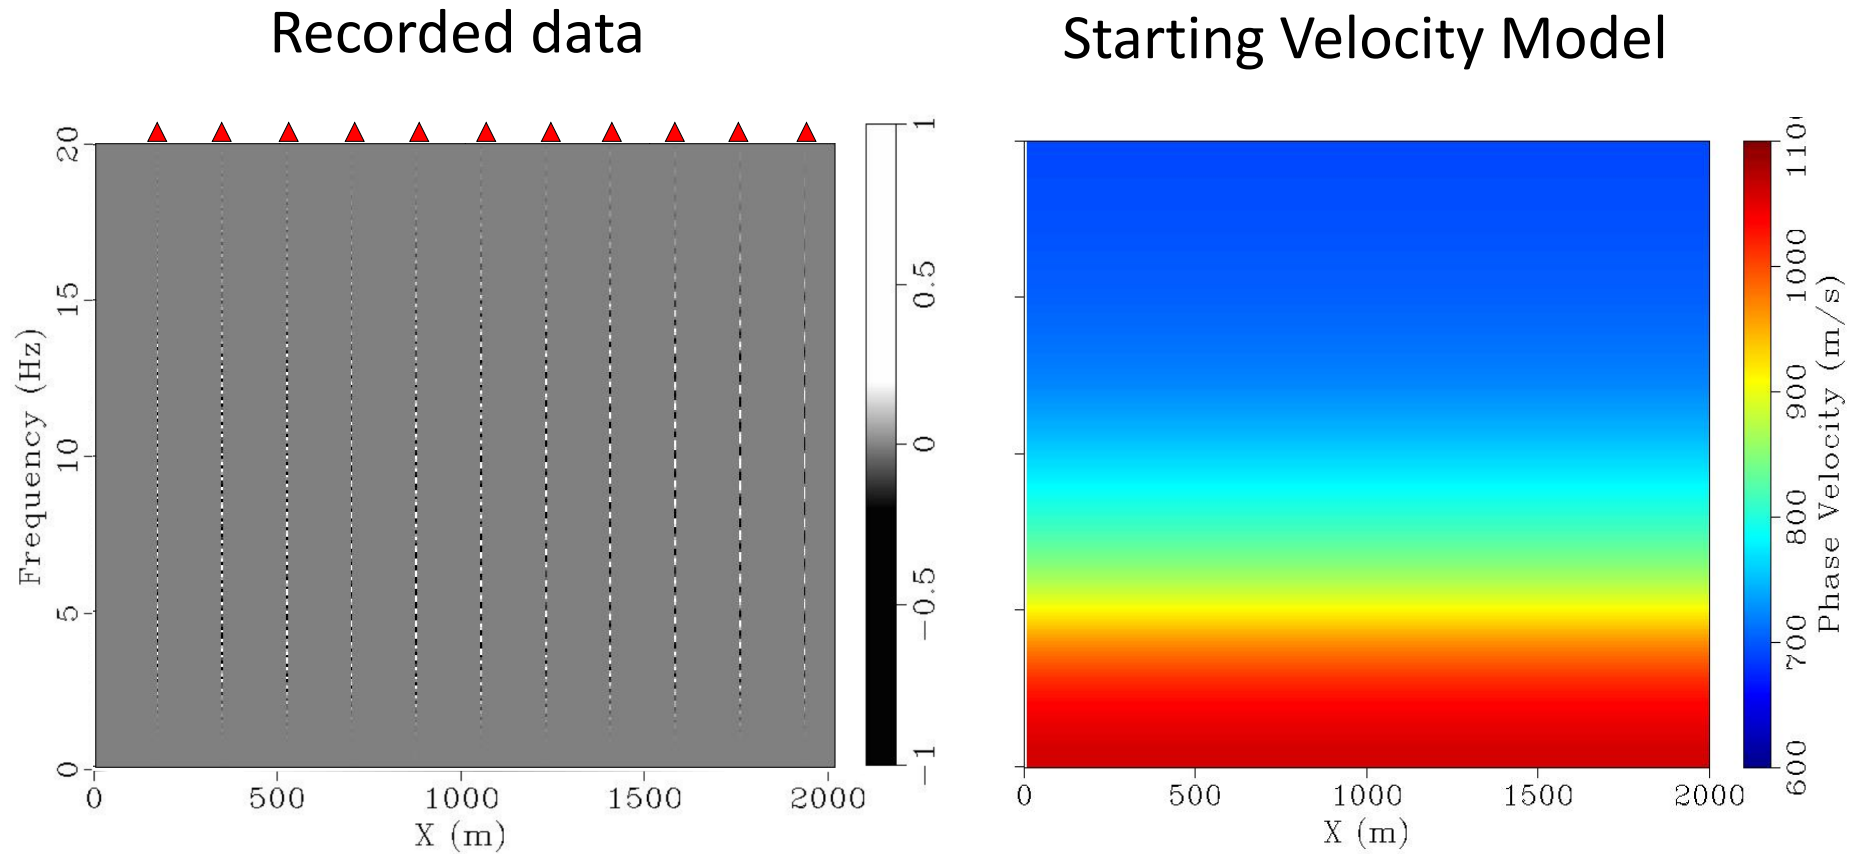 Recorded data
Starting Velocity Model
20
15
10
5
0
Frequency (Hz)
0 500 1000 1500 2000
X (m)
1
0.5
0
−0.5
−1
0 500 1000 1500 2000
X (m)
1000
900
800
700
600
Phase Velocity (m/s)